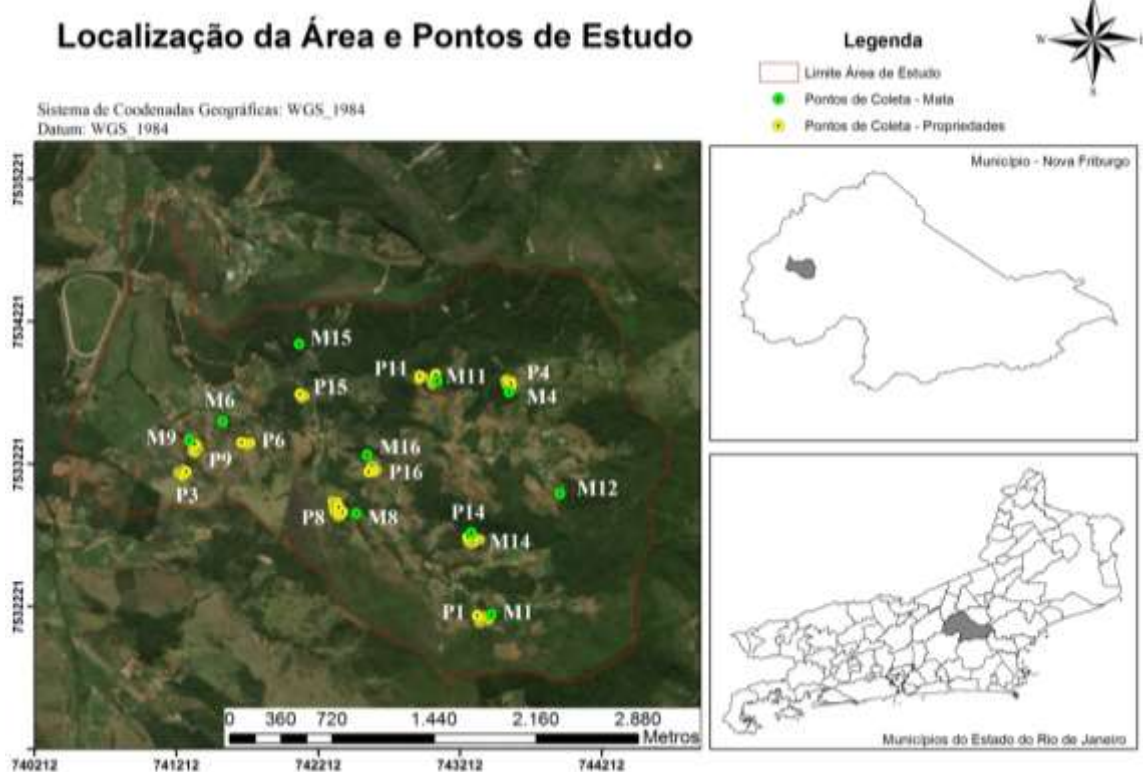 Localização da Área e Pontos de Estudo
Sistema de Coodenadas Geográficas: WGS_1984
Datum: WGS_1984
Legenda
Limite Área de Estudo
Pontos de Coleta - Mata
Pontos de Coleta - Propriedades
W
S
7535221
7534221
7533221
7532221
M15
P11
M11
P4
P15
M4
M6
M9
P6
M16
P9
P16
P3
M12
P8
M8
P14
M14
P1
M1
0 360 720 1.440 2.160 2.880
Metros
740212 741212 742212 743212 744212
Município - Nova Friburgo
Municípios do Estado do Rio de Janeiro